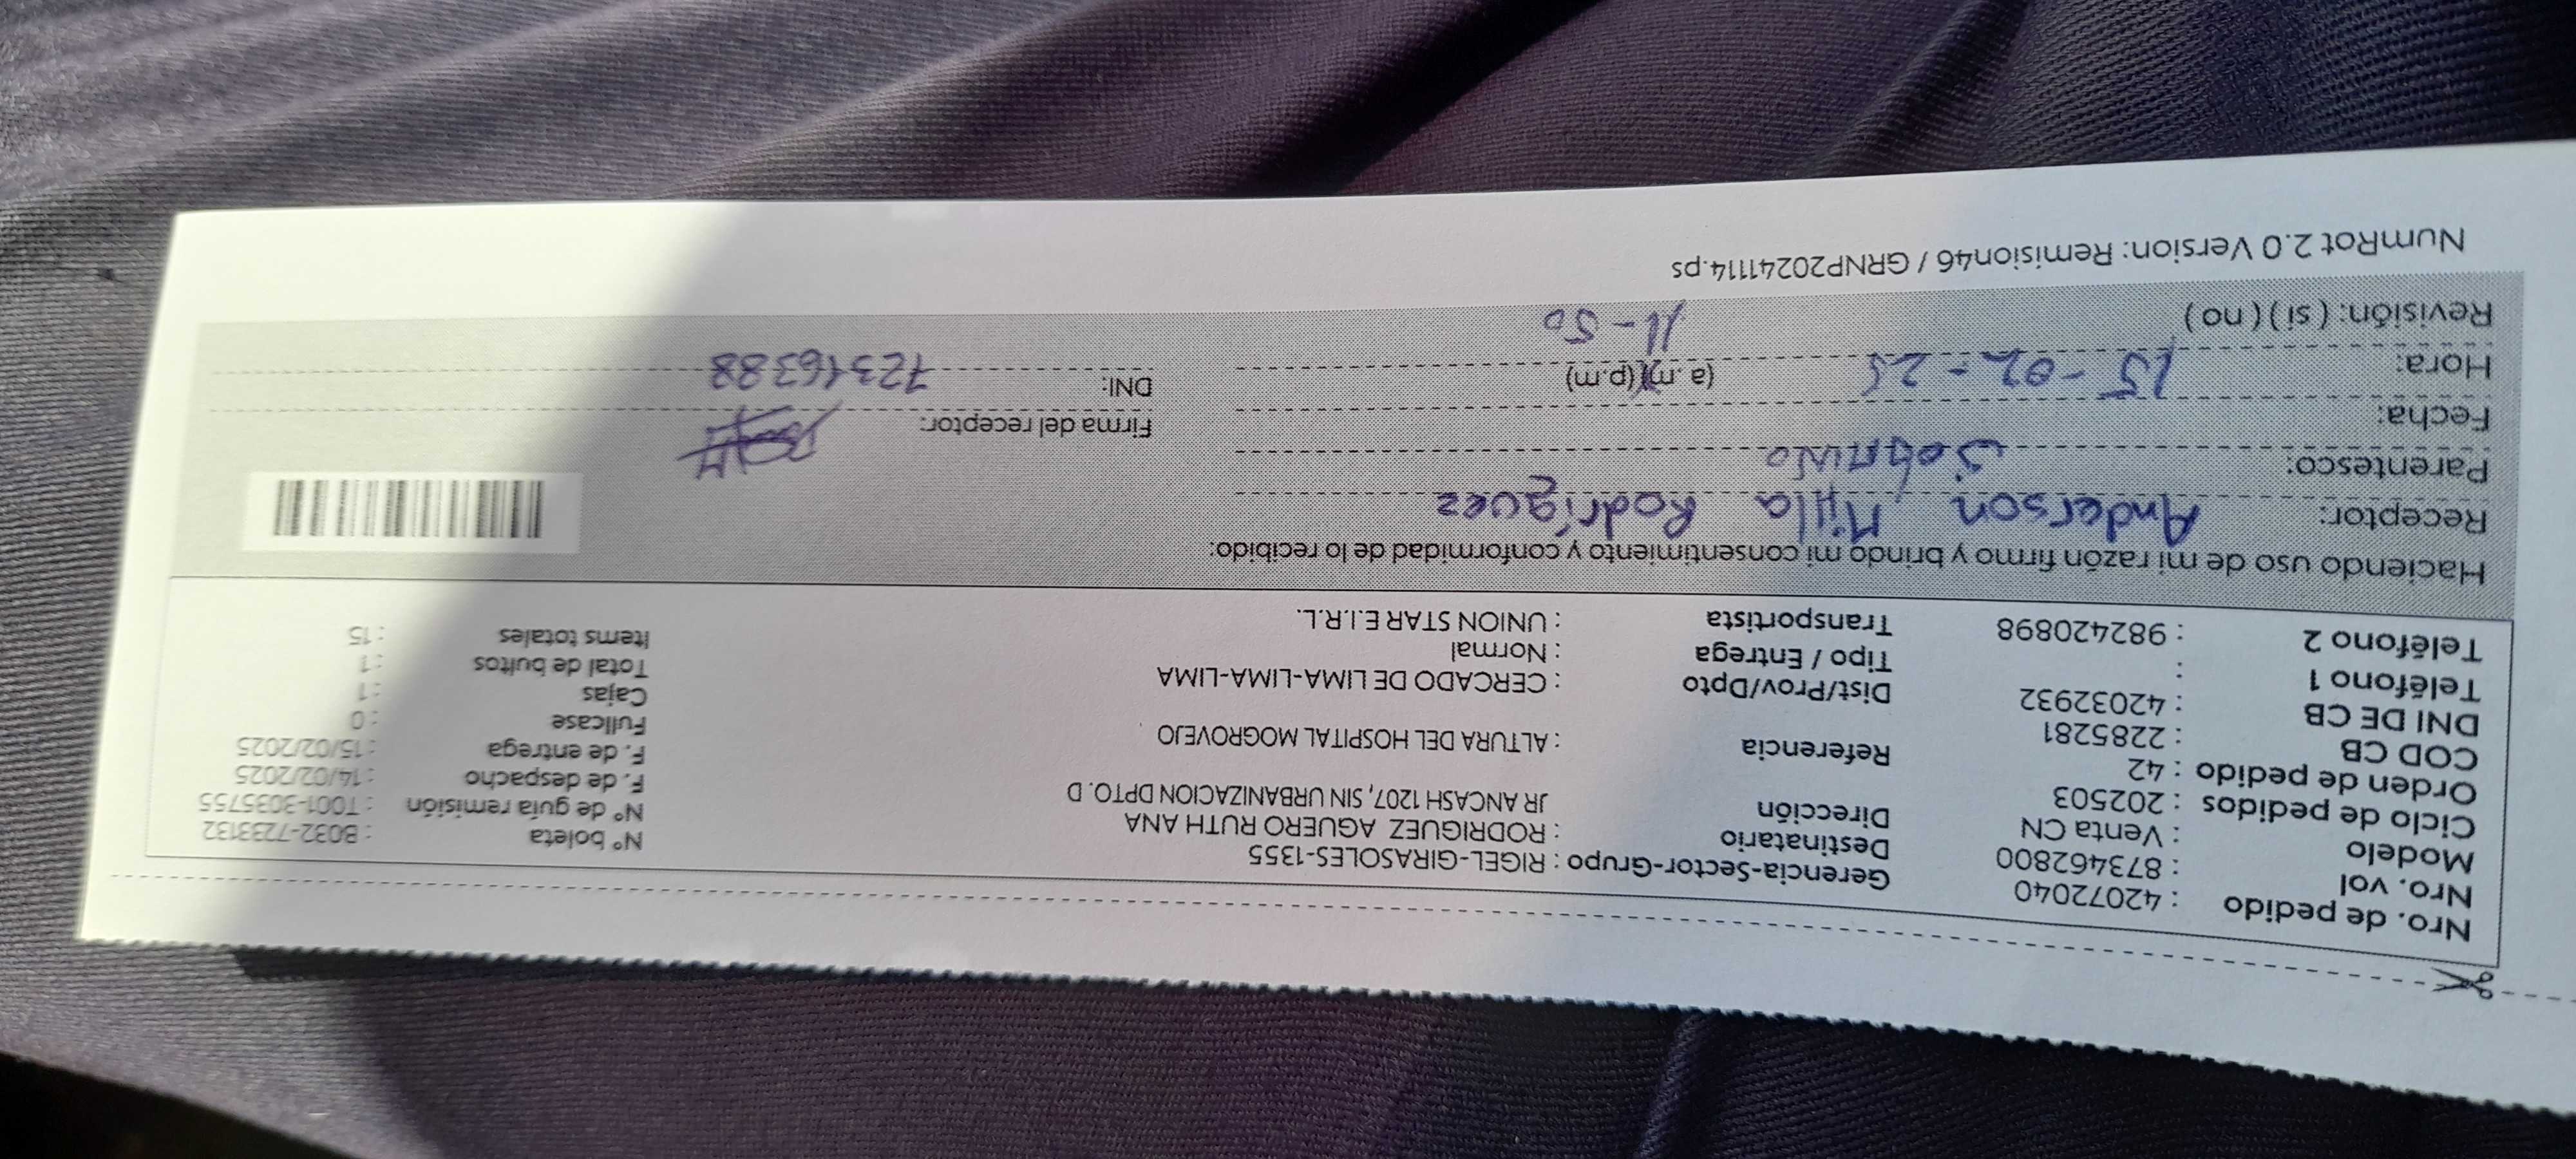 Nro. de pedido : 42072040
Nro. vol : 873462800
Modelo : Venta CN
Ciclo de pedidos : 202503
Orden de pedido : 42
COD CB : 2285281
DNI DE CB : 42032932
Teléfono 1 :
Teléfono 2 : 982420898
Gerencia-Sector-Grupo : RIGEL-GIRASOLES-1355
Destinatario : RODRIGUEZ AGUERO RUTH ANA
Dirección JR ANCASH 1207, SIN URBANIZACION DPTO. D
Referencia : ALTURA DEL HOSPITAL MOGROVEJO
Dist/Prov/Dpto : CERCADO DE LIMA-LIMA-LIMA
Tipo / Entrega : Normal
Transportista : UNION STAR E.I.R.L.
N° boleta : B032-7233132
N° de guía remisión : T001-3035755
F. de despacho : 14/02/2025
F. de entrega : 15/02/2025
Fullcase : 0
Cajas : 1
Total de bultos : 1
Items totales : 15
Haciendo uso de mi razón firmo y brindo mi consentimiento y conformidad de lo recibido:
Receptor: Anderson Milla Rodríguez
Parentesco: Sobrino
Fecha: 15-02-25
Hora: (a.m)(p.m) 11-50
Revisión: ( si ) ( no )
Firma del receptor:
DNI: 72316388
NumRot 2.0 Version: Remision46 / GRNP20241114.ps